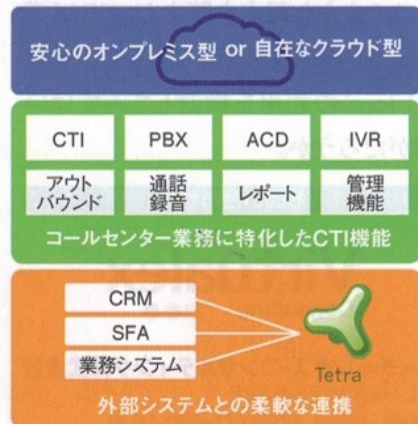 安心のオンプレミス型 or 自在なクラウド型
CTI
PBX
ACD
IVR
アウト
バウンド
通話
録音
レポート
管理
機能
コールセンター業務に特化したCTI機能
CRM
SFA
業務システム
Tetra
外部システムとの柔軟な連携